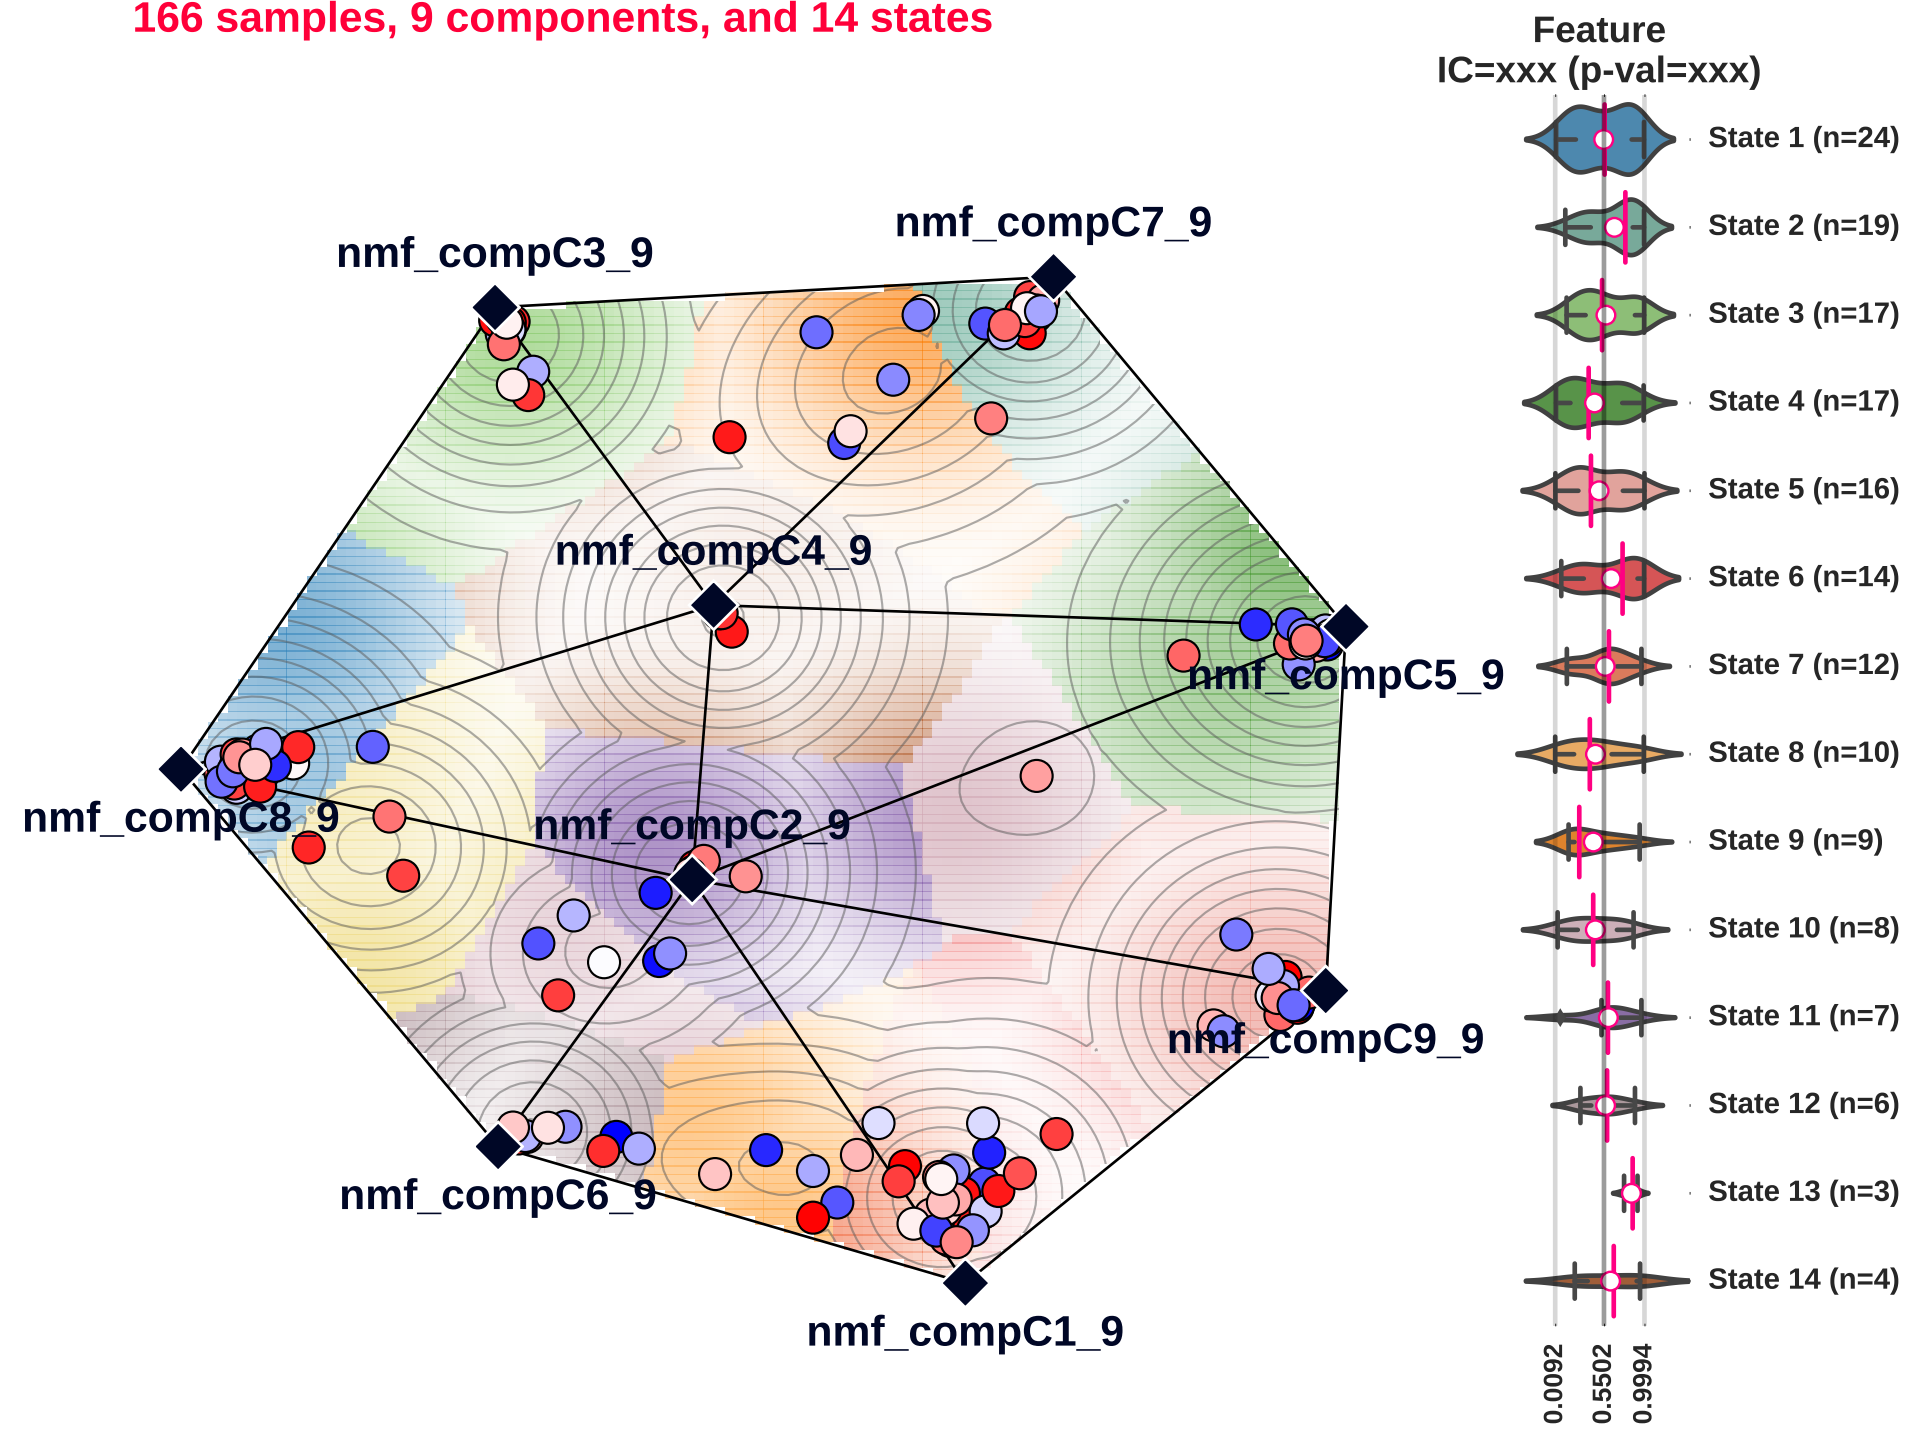 166 samples, 9 components, and 14 states
Feature
IC=xxx (p-val=xxx)
State 1 (n=24)
State 2 (n=19)
State 3 (n=17)
State 4 (n=17)
State 5 (n=16)
State 6 (n=14)
State 7 (n=12)
State 8 (n=10)
State 9 (n=9)
State 10 (n=8)
State 11 (n=7)
State 12 (n=6)
State 13 (n=3)
State 14 (n=4)
0.0092
0.5502
0.9994
nmf_compC7_9
nmf_compC3_9
nmf_compC4_9
nmf_compC5_9
nmf_compC8_9
nmf_compC2_9
nmf_compC9_9
nmf_compC6_9
nmf_compC1_9